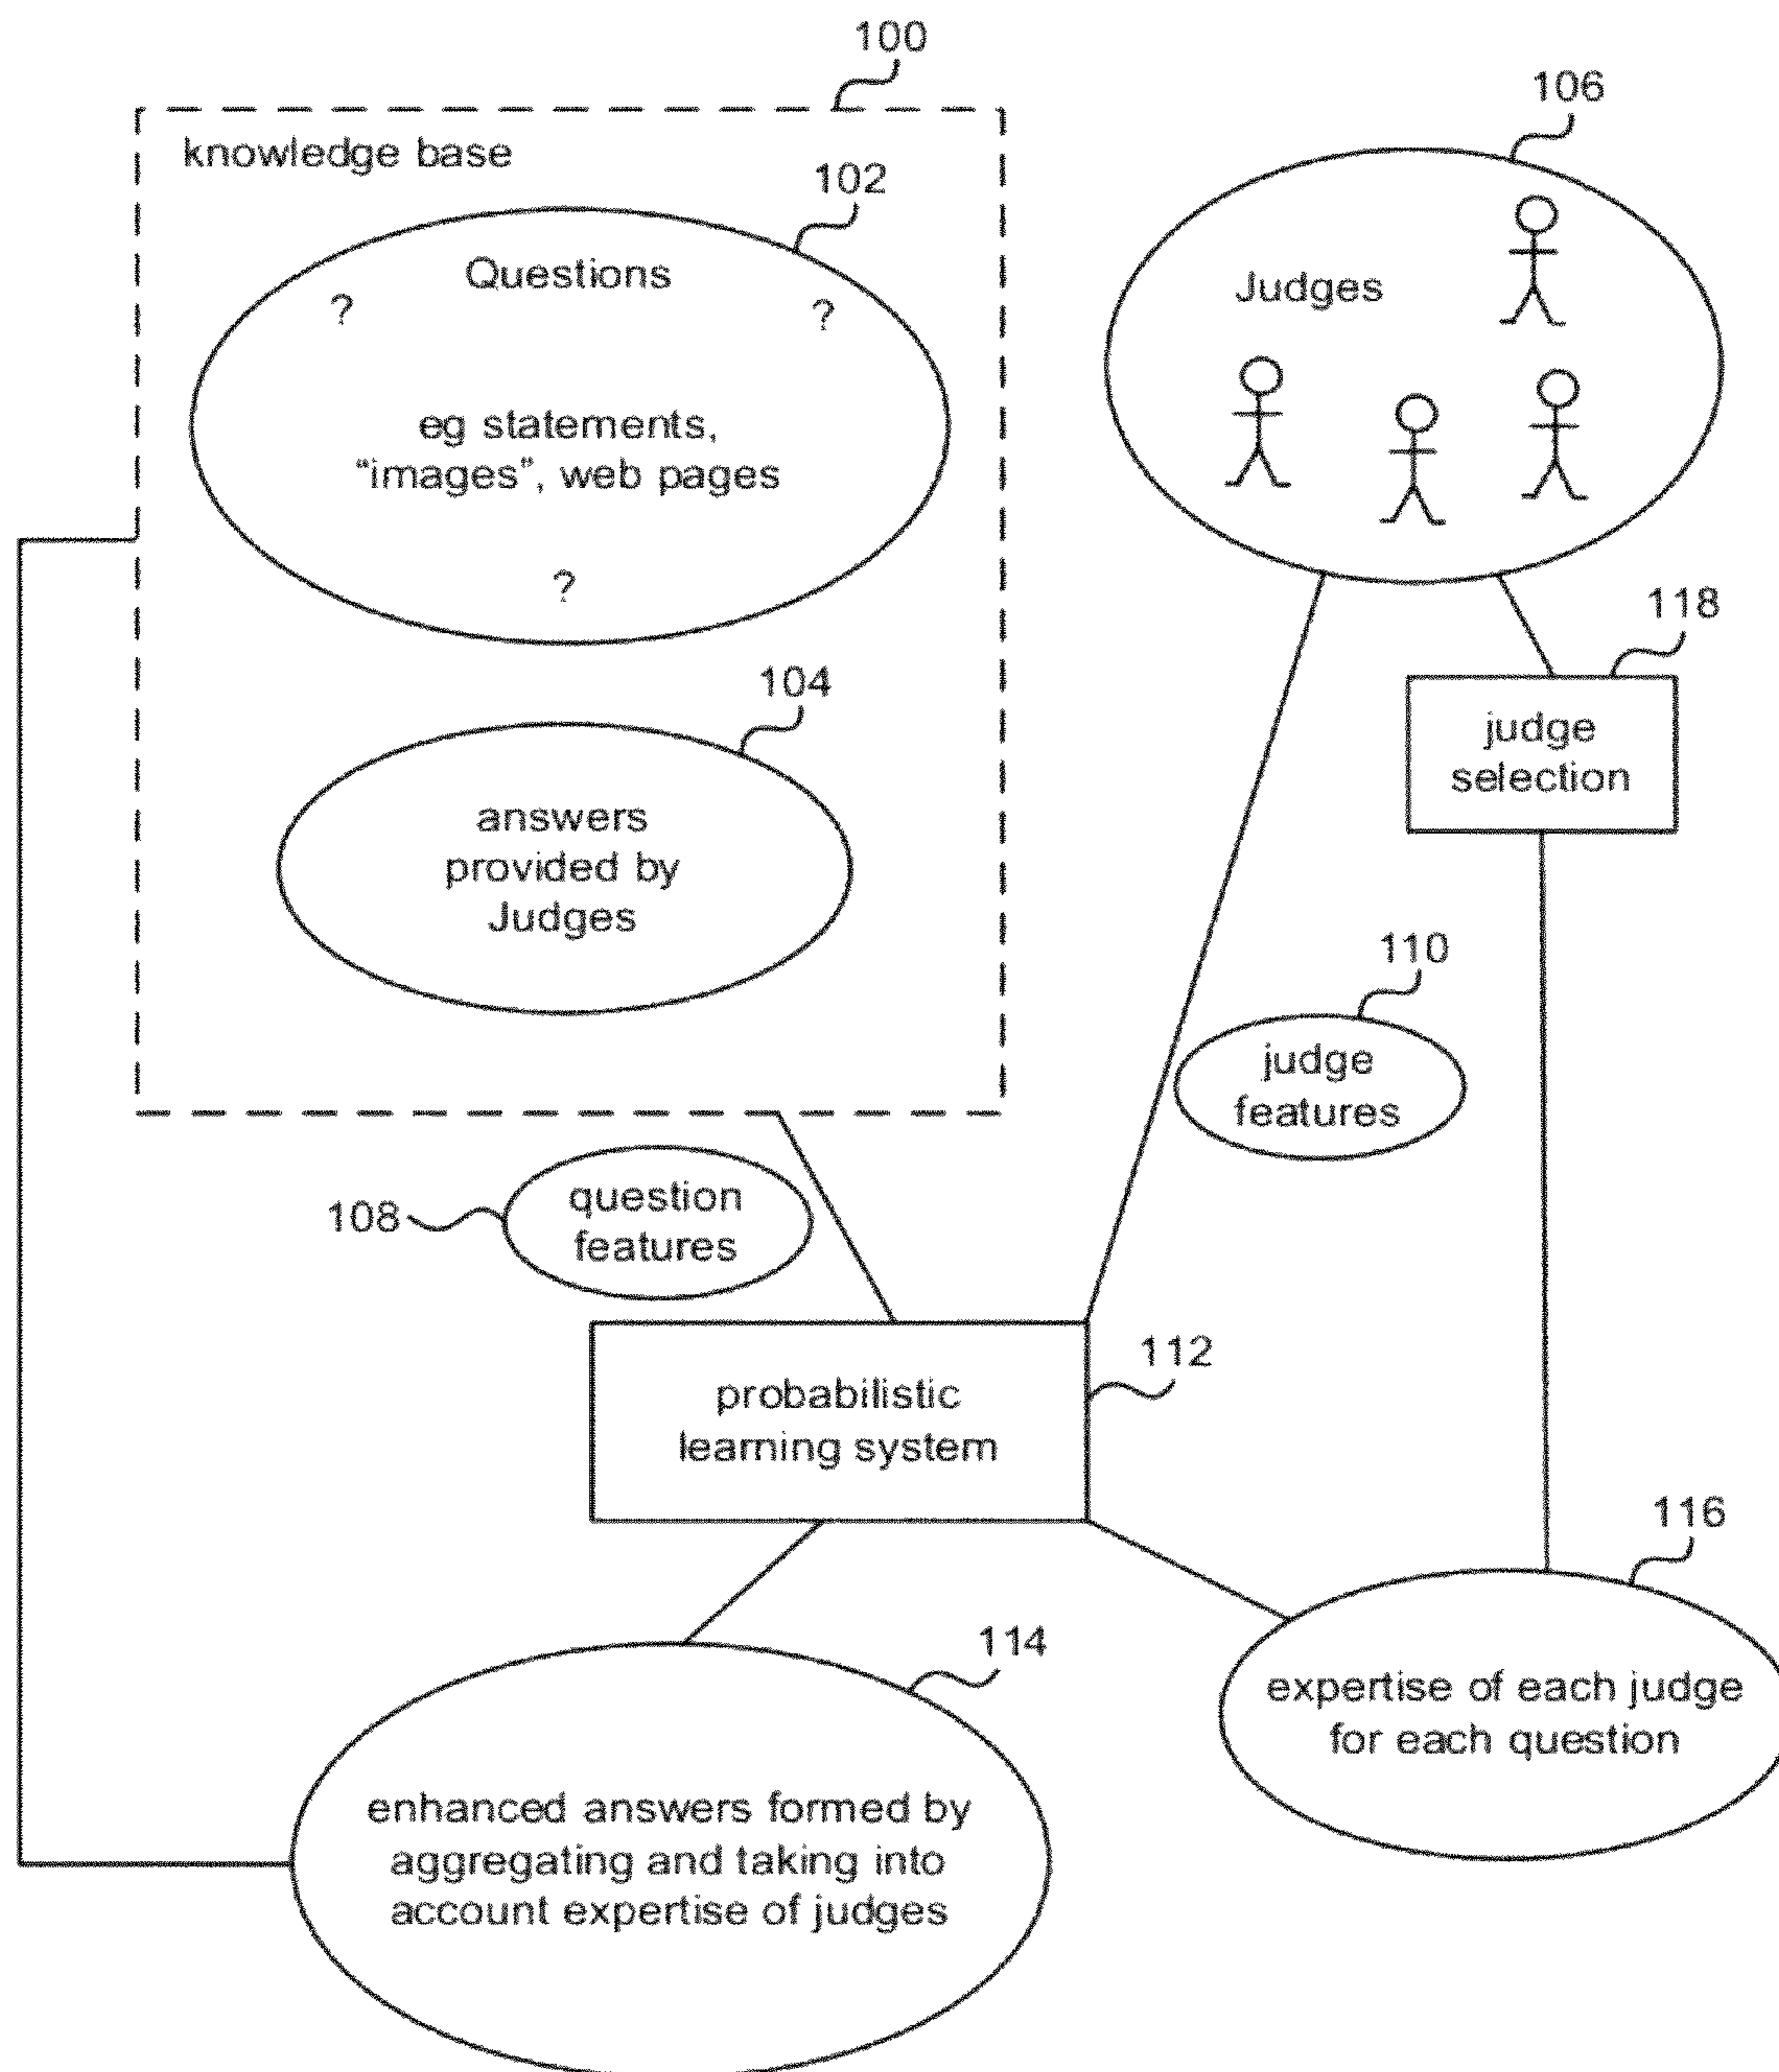 100
knowledge base
102
Questions
? ?
eg statements,
“images”, web pages
?
104
answers
provided by
Judges
106
Judges
118
judge
selection
110
judge
features
108
question
features
112
probabilistic
learning system
116
expertise of each judge
for each question
114
enhanced answers formed by
aggregating and taking into
account expertise of judges